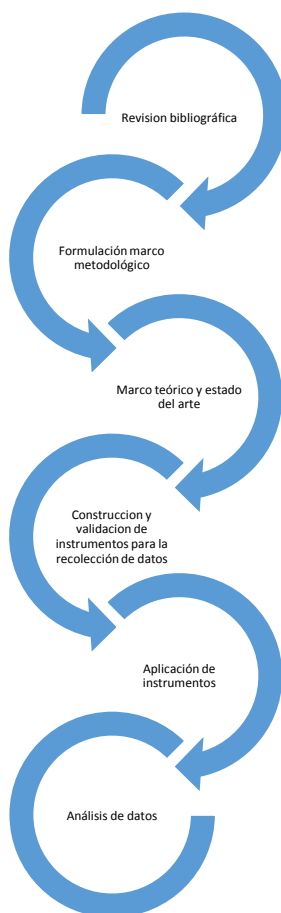 Revision bibliográfica
Formulación marco
metodológico
Marco teórico y estado
del arte
Construccion y
validacion de
instrumentos para la
recolección de datos
Aplicación de
instrumentos
Análisis de datos